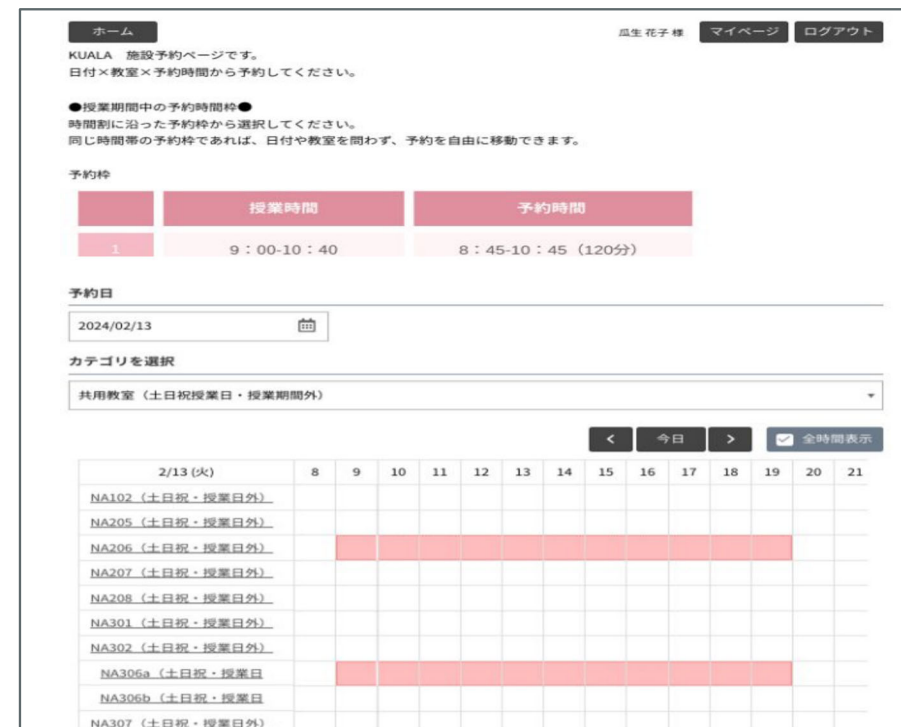 ホーム
瓜生 花子 様 マイページ ログアウト
KUALA 施設予約ページです。
日付×教室×予約時間から予約してください。
●授業期間中の予約時間枠●
時間割に沿った予約枠から選択してください。
同じ時間帯の予約枠であれば、日付や教室を問わず、予約を自由に移動できます。
予約枠
授業時間 予約時間
1 9：00-10：40 8：45-10：45（120分）
予約日
2024/02/13
カテゴリを選択
共用教室（土日祝授業日・授業期間外）
< 今日 > 全時間表示
2/13 (火) 8 9 10 11 12 13 14 15 16 17 18 19 20 21
NA102（土日祝・授業日外）
NA205（土日祝・授業日外）
NA206（土日祝・授業日外）
NA207（土日祝・授業日外）
NA208（土日祝・授業日外）
NA301（土日祝・授業日外）
NA302（土日祝・授業日外）
NA306a（土日祝・授業日
NA306b（土日祝・授業日
NA307（土日祝・授業日外）